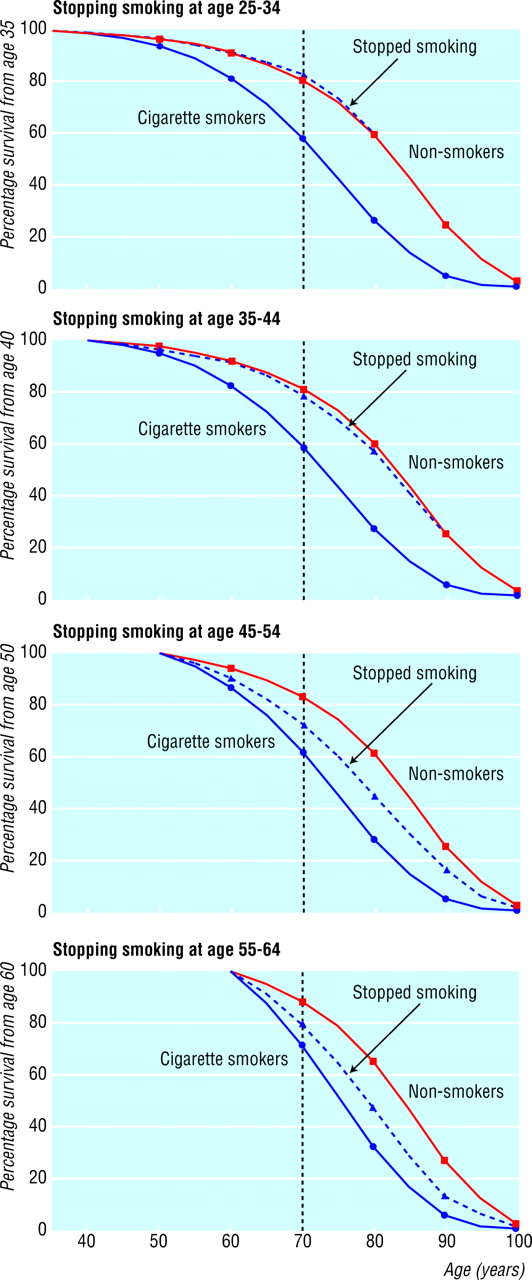 Stopping smoking at age 25-34
Percentage survival from age 35
100
80
60
40
20
0
Stopped smoking
Cigarette smokers
Non-smokers
Stopping smoking at age 35-44
Percentage survival from age 40
100
80
60
40
20
0
Stopped smoking
Cigarette smokers
Non-smokers
Stopping smoking at age 45-54
Percentage survival from age 50
100
80
60
40
20
0
Stopped smoking
Cigarette smokers
Non-smokers
Stopping smoking at age 55-64
Percentage survival from age 60
100
80
60
40
20
0
Stopped smoking
Cigarette smokers
Non-smokers
40 50 60 70 80 90 100
Age (years)